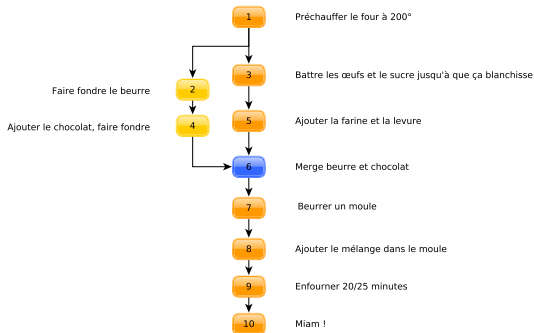 1 Préchauffer le four à 200°
Faire fondre le beurre 2
3 Battre les œufs et le sucre jusqu'à que ça blanchisse
Ajouter le chocolat, faire fondre 4
5 Ajouter la farine et la levure
6 Merge beurre et chocolat
7 Beurrer un moule
8 Ajouter le mélange dans le moule
9 Enfourner 20/25 minutes
10 Miam !